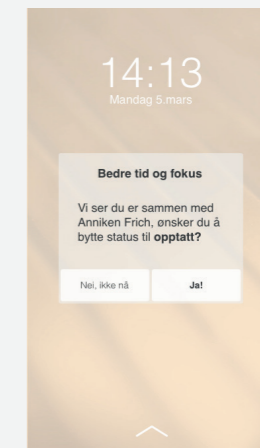 14:13
Mandag 5.mars
Bedre tid og fokus
Vi ser du er sammen med
Anniken Frich, ønsker du å
bytte status til opptatt?
Nei, ikke nå
Ja!